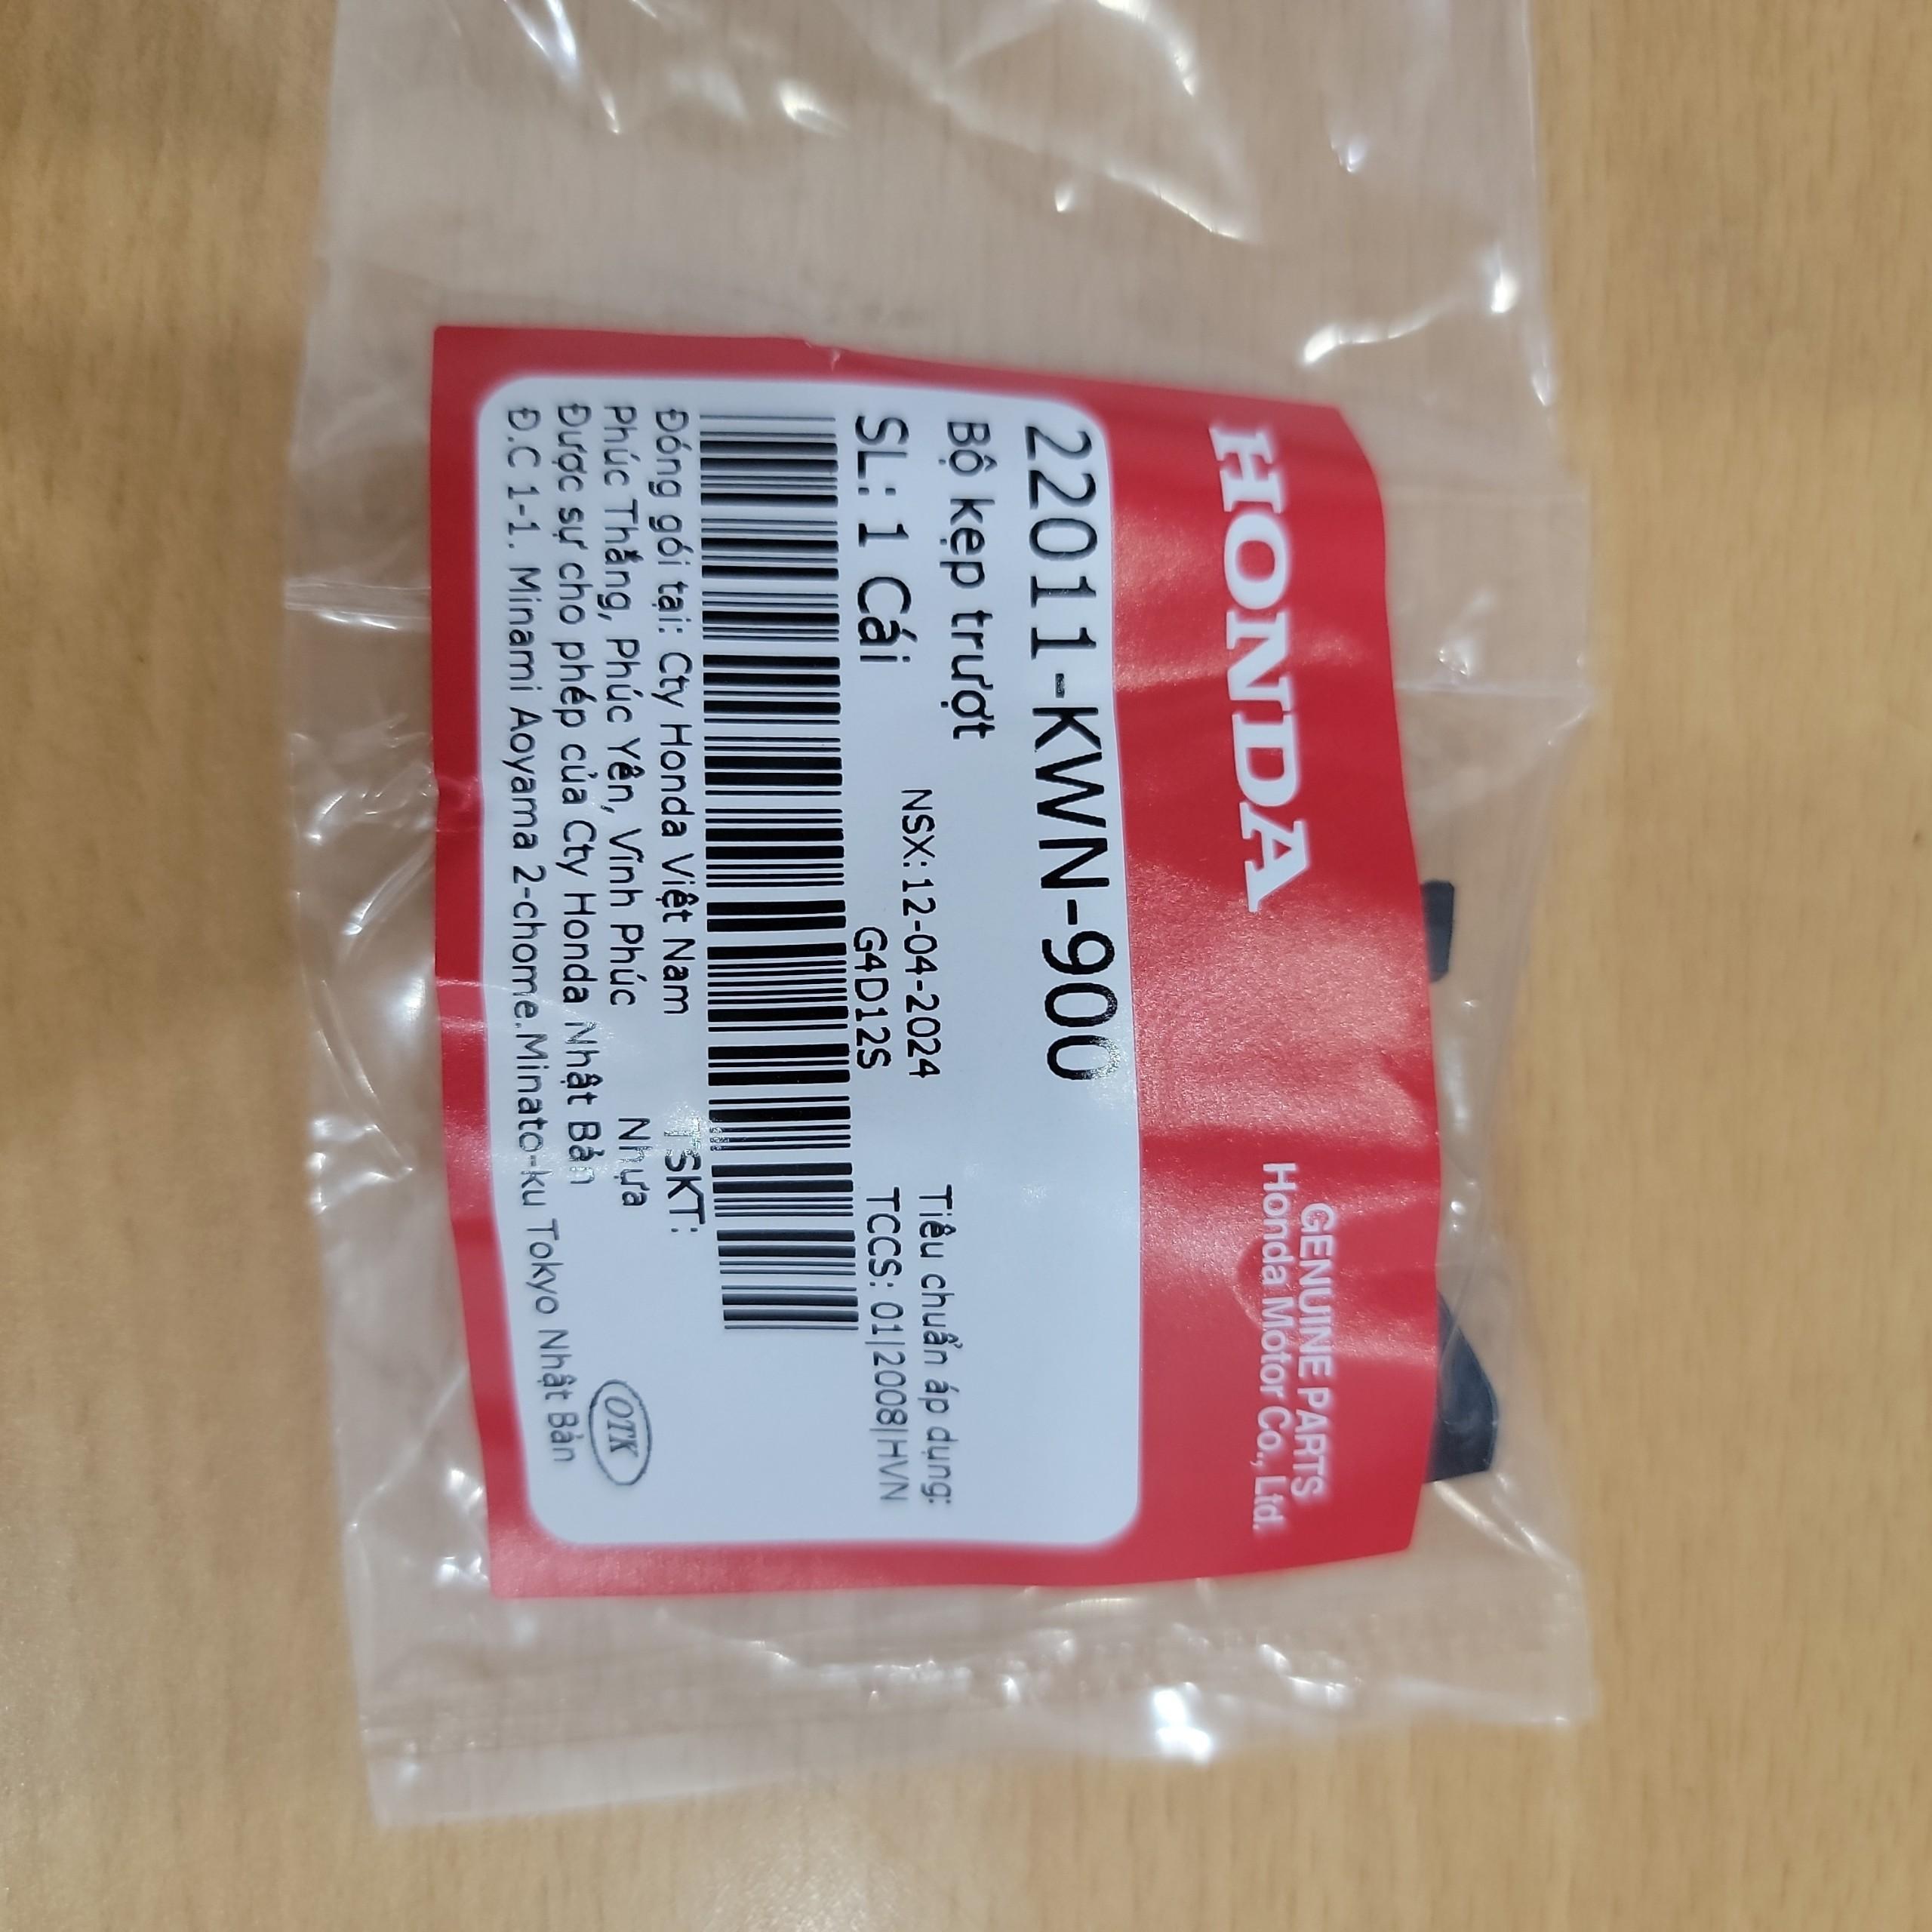 HONDA
GENUINE PARTS
Honda Motor Co., Ltd.
22011-KWN-900
Bộ kẹp trượt
NSX:12-04-2024
Tiêu chuẩn áp dụng:
SL: 1 Cái
G4D12S
TCCS: 01|2008|HVN
Đóng gói tại: Cty Honda Việt Nam
TSKT:
Phúc Thắng, Phúc Yên, Vĩnh Phúc
Nhựa
Được sự cho phép của Cty Honda Nhật Bản
OTK
Đ.C 1-1. Minami Aoyama 2-chome.Minato-ku Tokyo Nhật Bản